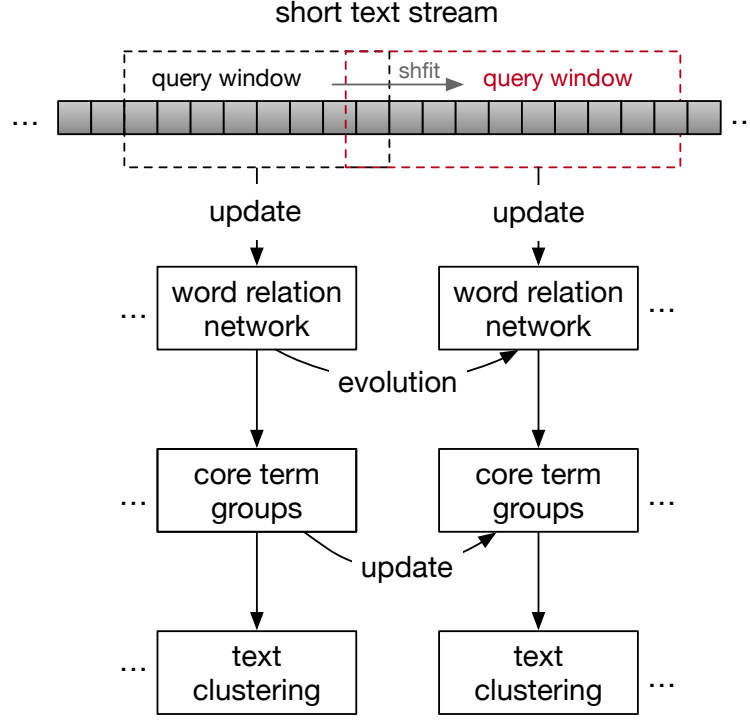 short text stream
query window
shfit
query window
...
..
update
update
...
word relation
network
word relation
network
...
evolution
...
core term
groups
core term
groups
...
update
...
text
clustering
text
clustering
...